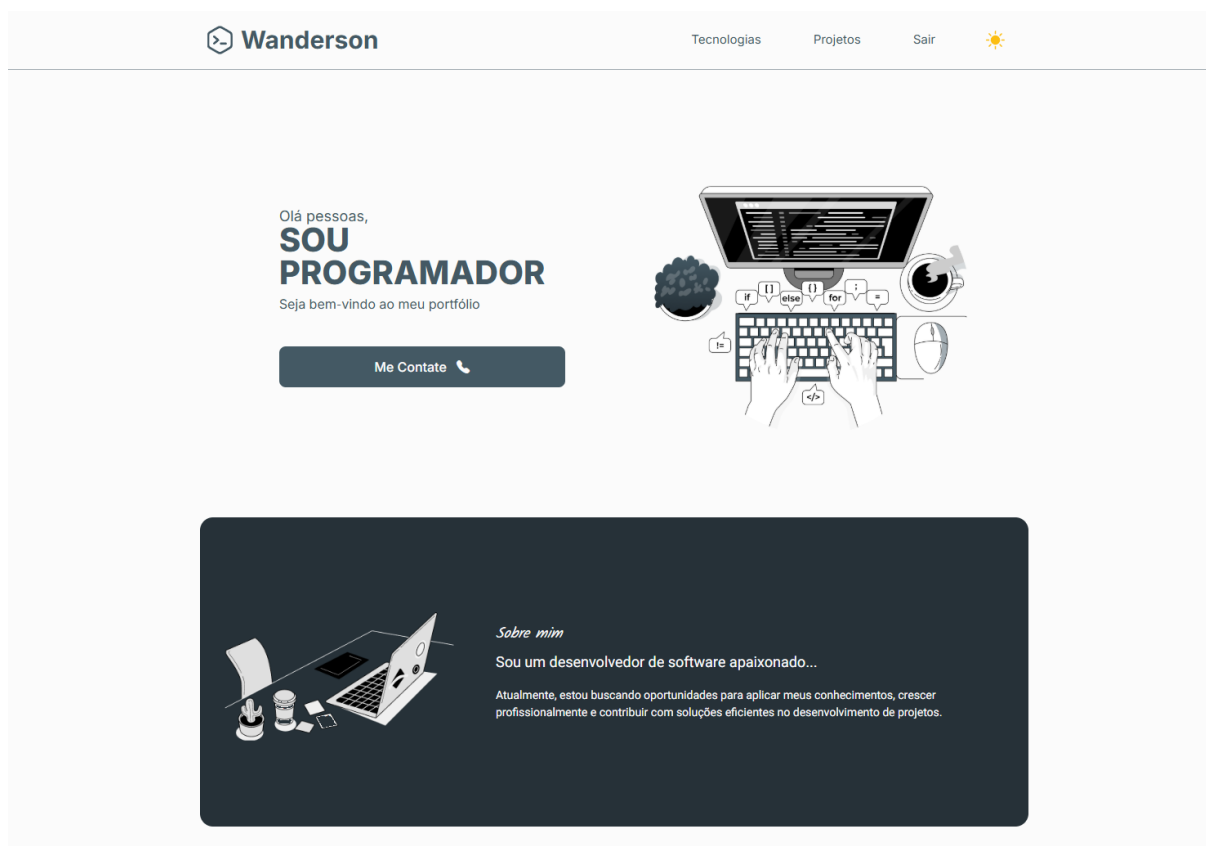 >_ Wanderson
Tecnologias Projetos Sair
Olá pessoas,
SOU
PROGRAMADOR
Seja bem-vindo ao meu portfólio
Me Contate
if [] else {} for ; =
!=
</>
Sobre mim
Sou um desenvolvedor de software apaixonado...
Atualmente, estou buscando oportunidades para aplicar meus conhecimentos, crescer
profissionalmente e contribuir com soluções eficientes no desenvolvimento de projetos.